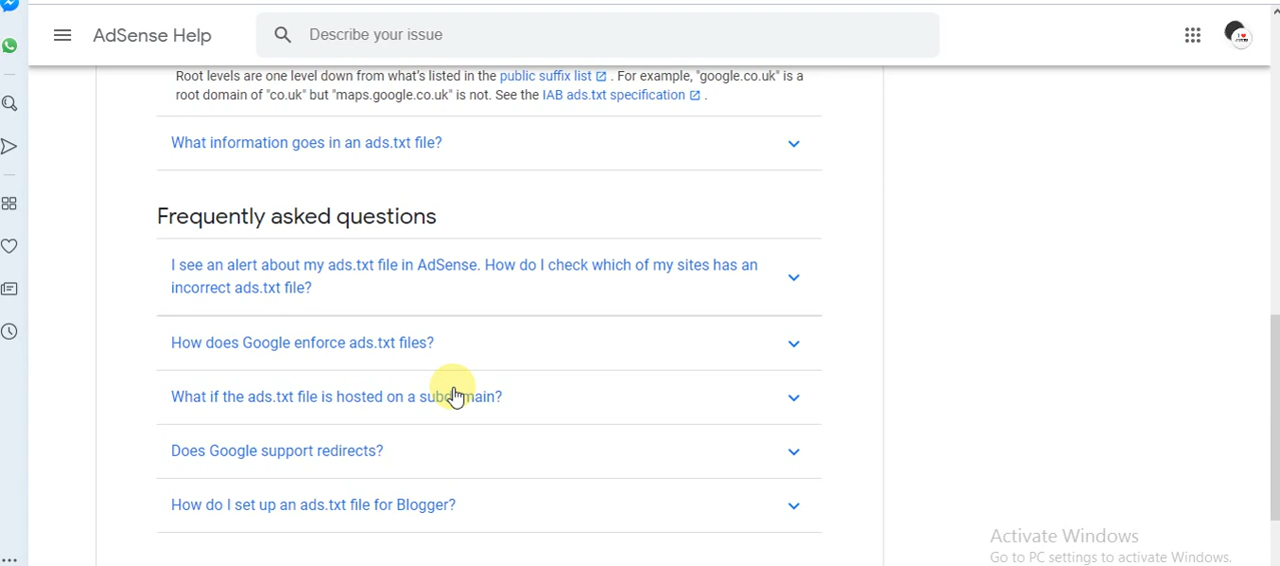 AdSense Help
Describe your issue
Root levels are one level down from what's listed in the public suffix list . For example, "google.co.uk" is a
root domain of "co.uk" but "maps.google.co.uk" is not. See the IAB ads.txt specification .
What information goes in an ads.txt file?
Frequently asked questions
I see an alert about my ads.txt file in AdSense. How do I check which of my sites has an
incorrect ads.txt file?
How does Google enforce ads.txt files?
What if the ads.txt file is hosted on a subdomain?
Does Google support redirects?
How do I set up an ads.txt file for Blogger?
Activate Windows
Go to PC settings to activate Windows.